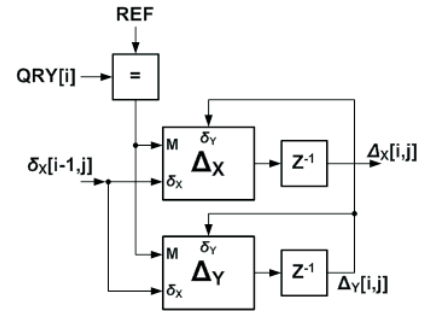 REF
QRY[i]
=
δY
M
ΔX
Z-1
ΔX[i,j]
δX[i-1,j]
δX
δY
M
ΔY
Z-1
ΔY[i,j]
δX